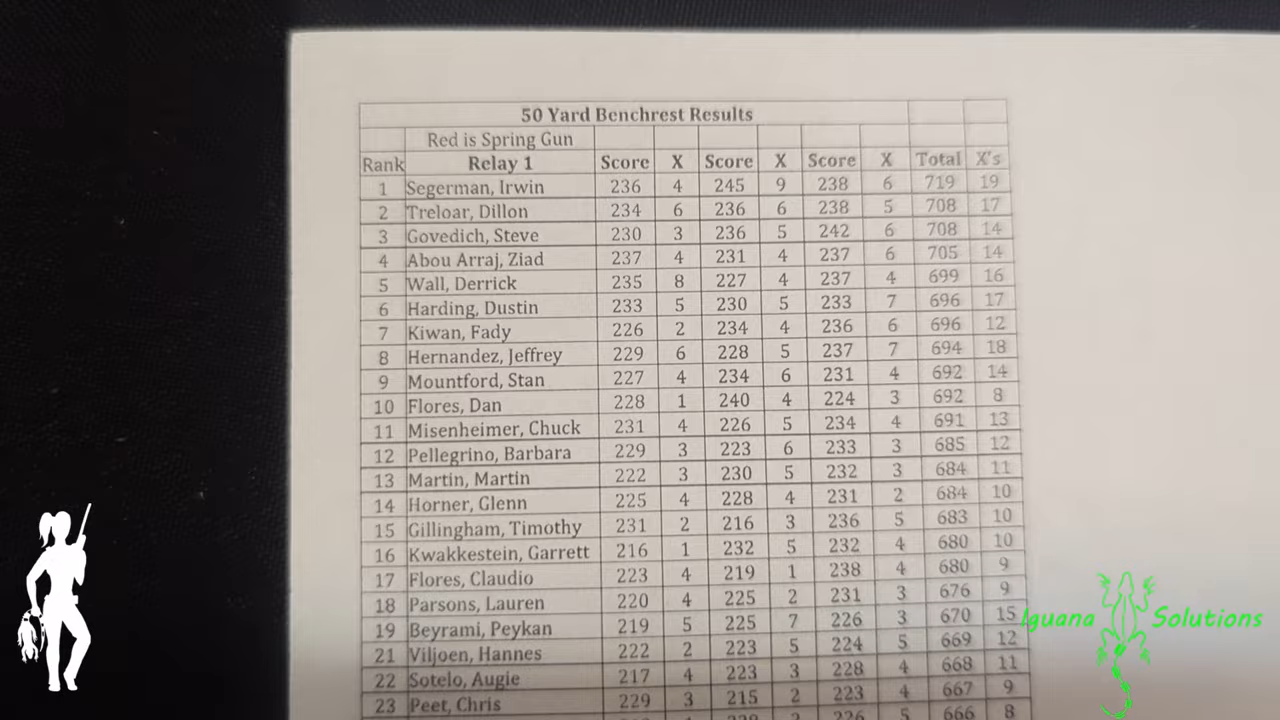 50 Yard Benchrest Results
Red is Spring Gun
Rank Relay 1 Score X Score X Score X Total X's
1 Segerman, Irwin 236 4 245 9 238 6 719 19
2 Treloar, Dillon 234 6 236 6 238 5 708 17
3 Govedich, Steve 230 3 236 5 242 6 708 14
4 Abou Arraj, Ziad 237 4 231 4 237 6 705 14
5 Wall, Derrick 235 8 227 4 237 4 699 16
6 Harding, Dustin 233 5 230 5 233 7 696 17
7 Kiwan, Fady 226 2 234 4 236 6 696 12
8 Hernandez, Jeffrey 229 6 228 5 237 7 694 18
9 Mountford, Stan 227 4 234 6 231 4 692 14
10 Flores, Dan 228 1 240 4 224 3 692 8
11 Misenheimer, Chuck 231 4 226 5 234 4 691 13
12 Pellegrino, Barbara 229 3 223 6 233 3 685 12
13 Martin, Martin 222 3 230 5 232 3 684 11
14 Horner, Glenn 225 4 228 4 231 2 684 10
15 Gillingham, Timothy 231 2 216 3 236 5 683 10
16 Kwakkestein, Garrett 216 1 232 5 232 4 680 10
17 Flores, Claudio 223 4 219 1 238 4 680 9
18 Parsons, Lauren 220 4 225 2 231 3 676 9
19 Beyrami, Peykan 219 5 225 7 226 3 670 15
21 Viljoen, Hannes 222 2 223 5 224 5 669 12
22 Sotelo, Augie 217 4 223 3 228 4 668 11
23 Peet, Chris 229 3 215 2 223 4 667 9
226 5 666 8
Iguana Solutions